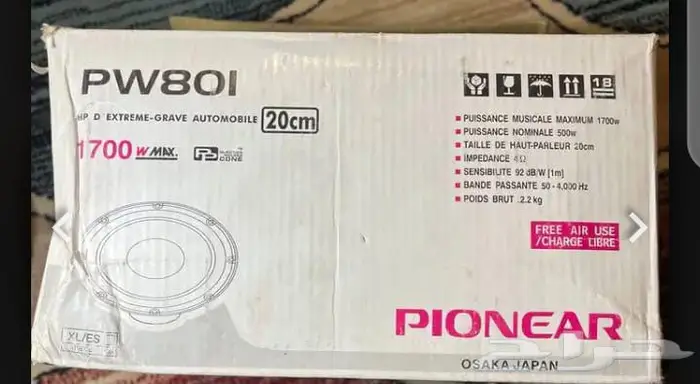 PW80I
HP D'EXTREME-GRAVE AUTOMOBILE 20cm
1700 W MAX.
CONE
PUISSANCE MUSICALE MAXIMUM 1700w
PUISSANCE NOMINALE 500w
TAILLE DE HAUT-PARLEUR 20cm
IMPEDANCE 4Ω
SENSIBILITE 92 dB/W [1m]
BANDE PASSANTE 50-4,000 Hz
POIDS BRUT 2.2 kg
18
FREE AIR USE
/CHARGE LIBRE
XL/ES
PIONEAR
OSAKA JAPAN
حراج